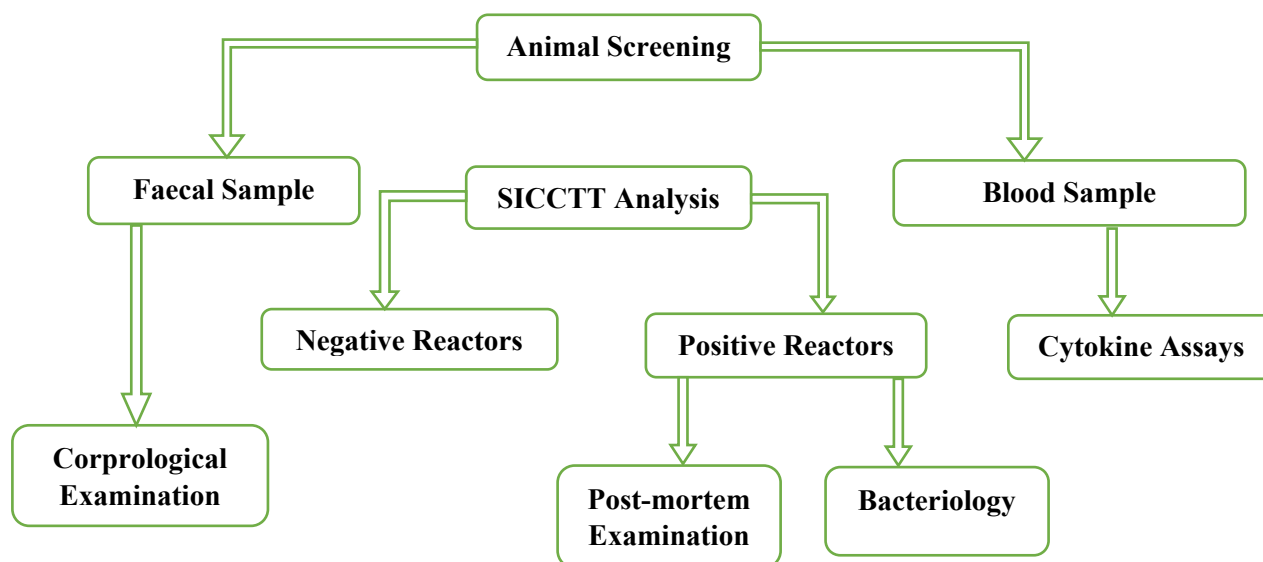 Animal Screening
Faecal Sample
SICCTT Analysis
Blood Sample
Negative Reactors
Positive Reactors
Cytokine Assays
Corprological
Examination
Post-mortem
Examination
Bacteriology